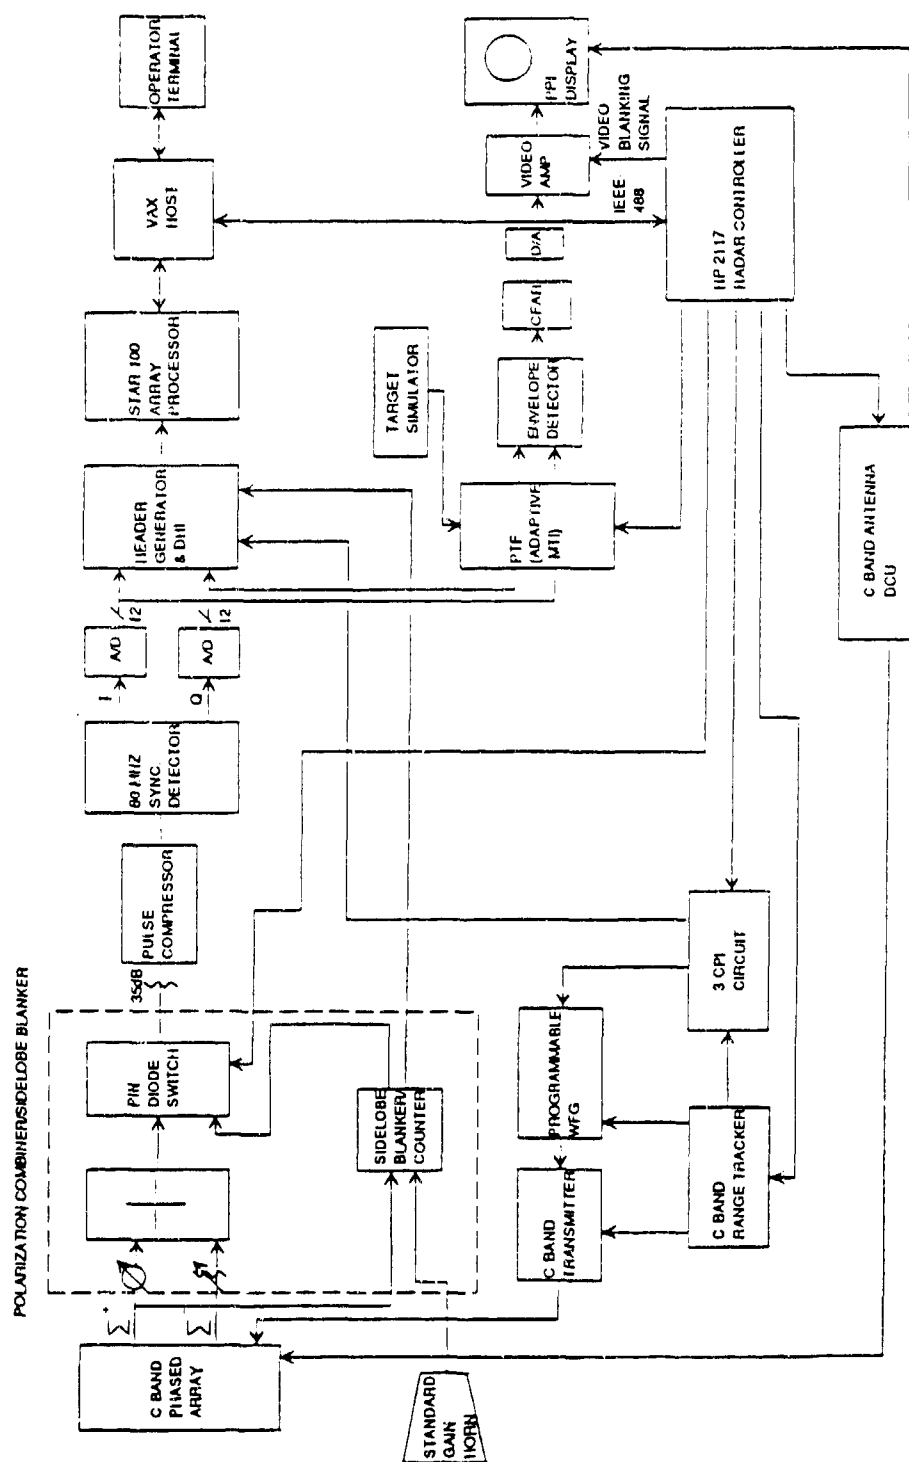 POLARIZATION COMBINER/SIDELOBE BLANKER
C BAND
PHASED
ARRAY
Σ+
Σ
PIN
DIODE
SWITCH
35dB
PULSE
COMPRESSOR
80 MHZ
SYNC
DETECTOR
I
Q
A/D
12
A/D
12
HEADER
GENERATOR
& DHI
STAR 100
ARRAY
PROCESSOR
VAX
HOST
OPERATOR
TERMINAL
STANDARD
GAIN
HORN
SIDELOBE
BLANKER/
COUNTER
TARGET
SIMULATOR
C BAND
TRANSMITTER
PROGRAMMABLE
WFG
PTF
(ADAPTIVE
MTI)
ENVELOPE
DETECTOR
CFAR
D/A
VIDEO
AMP
PPI
DISPLAY
VIDEO
BLANKING
SIGNAL
IEEE-
488
C BAND
RANGE TRACKER
3 CPI
CIRCUIT
HP 2117
RADAR CONTROLLER
C BAND ANTENNA
DCU